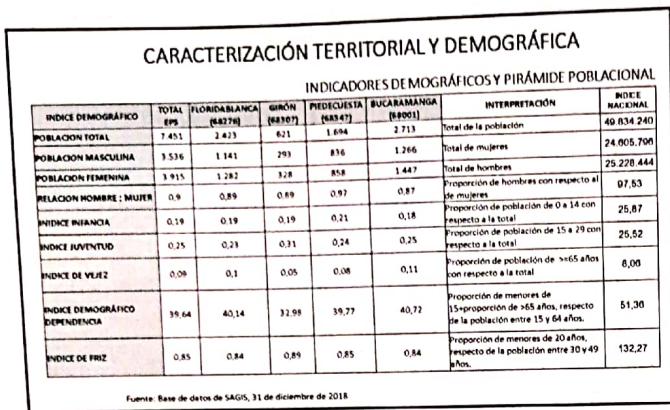 CARACTERIZACIÓN TERRITORIAL Y DEMOGRÁFICA
INDICADORES DEMOGRÁFICOS Y PIRÁMIDE POBLACIONAL
INDICE DEMOGRÁFICO TOTAL EPS FLORIDABLANCA (68276) GIRÓN (68307) PIEDECUESTA (68547) BUCARAMANGA (68001) INTERPRETACIÓN INDICE NACIONAL
POBLACION TOTAL 7.451 2.423 621 1.694 2.713 Total de la población 49.834.240
POBLACION MASCULINA 3.536 1.141 293 836 1.266 Total de mujeres 24.605.796
POBLACION FEMENINA 3.915 1.282 328 858 1.447 Total de hombres 25.228.444
RELACION HOMBRE : MUJER 0,9 0,89 0,89 0,97 0,87 Proporción de hombres con respecto al de mujeres 97,53
INIDICE INFANCIA 0,19 0,19 0,19 0,21 0,18 Proporción de población de 0 a 14 con respecto a la total 25,87
INDICE JUVENTUD 0,25 0,23 0,31 0,24 0,25 Proporción de población de 15 a 29 con respecto a la total 25,52
INDICE DE VEJEZ 0,09 0,1 0,05 0,08 0,11 Proporción de población de >=65 años con respecto a la total 8,06
INDICE DEMOGRÁFICO DEPENDENCIA 39,64 40,14 32,98 39,77 40,72 Proporción de menores de 15+proporción de >65 años, respecto de la población entre 15 y 64 años. 51,36
INDICE DE FRIZ 0,85 0,84 0,89 0,85 0,84 Proporción de menores de 20 años, respecto de la población entre 30 y 49 años. 132,27
Fuente: Base de datos de SAGIS, 31 de diciembre de 2018